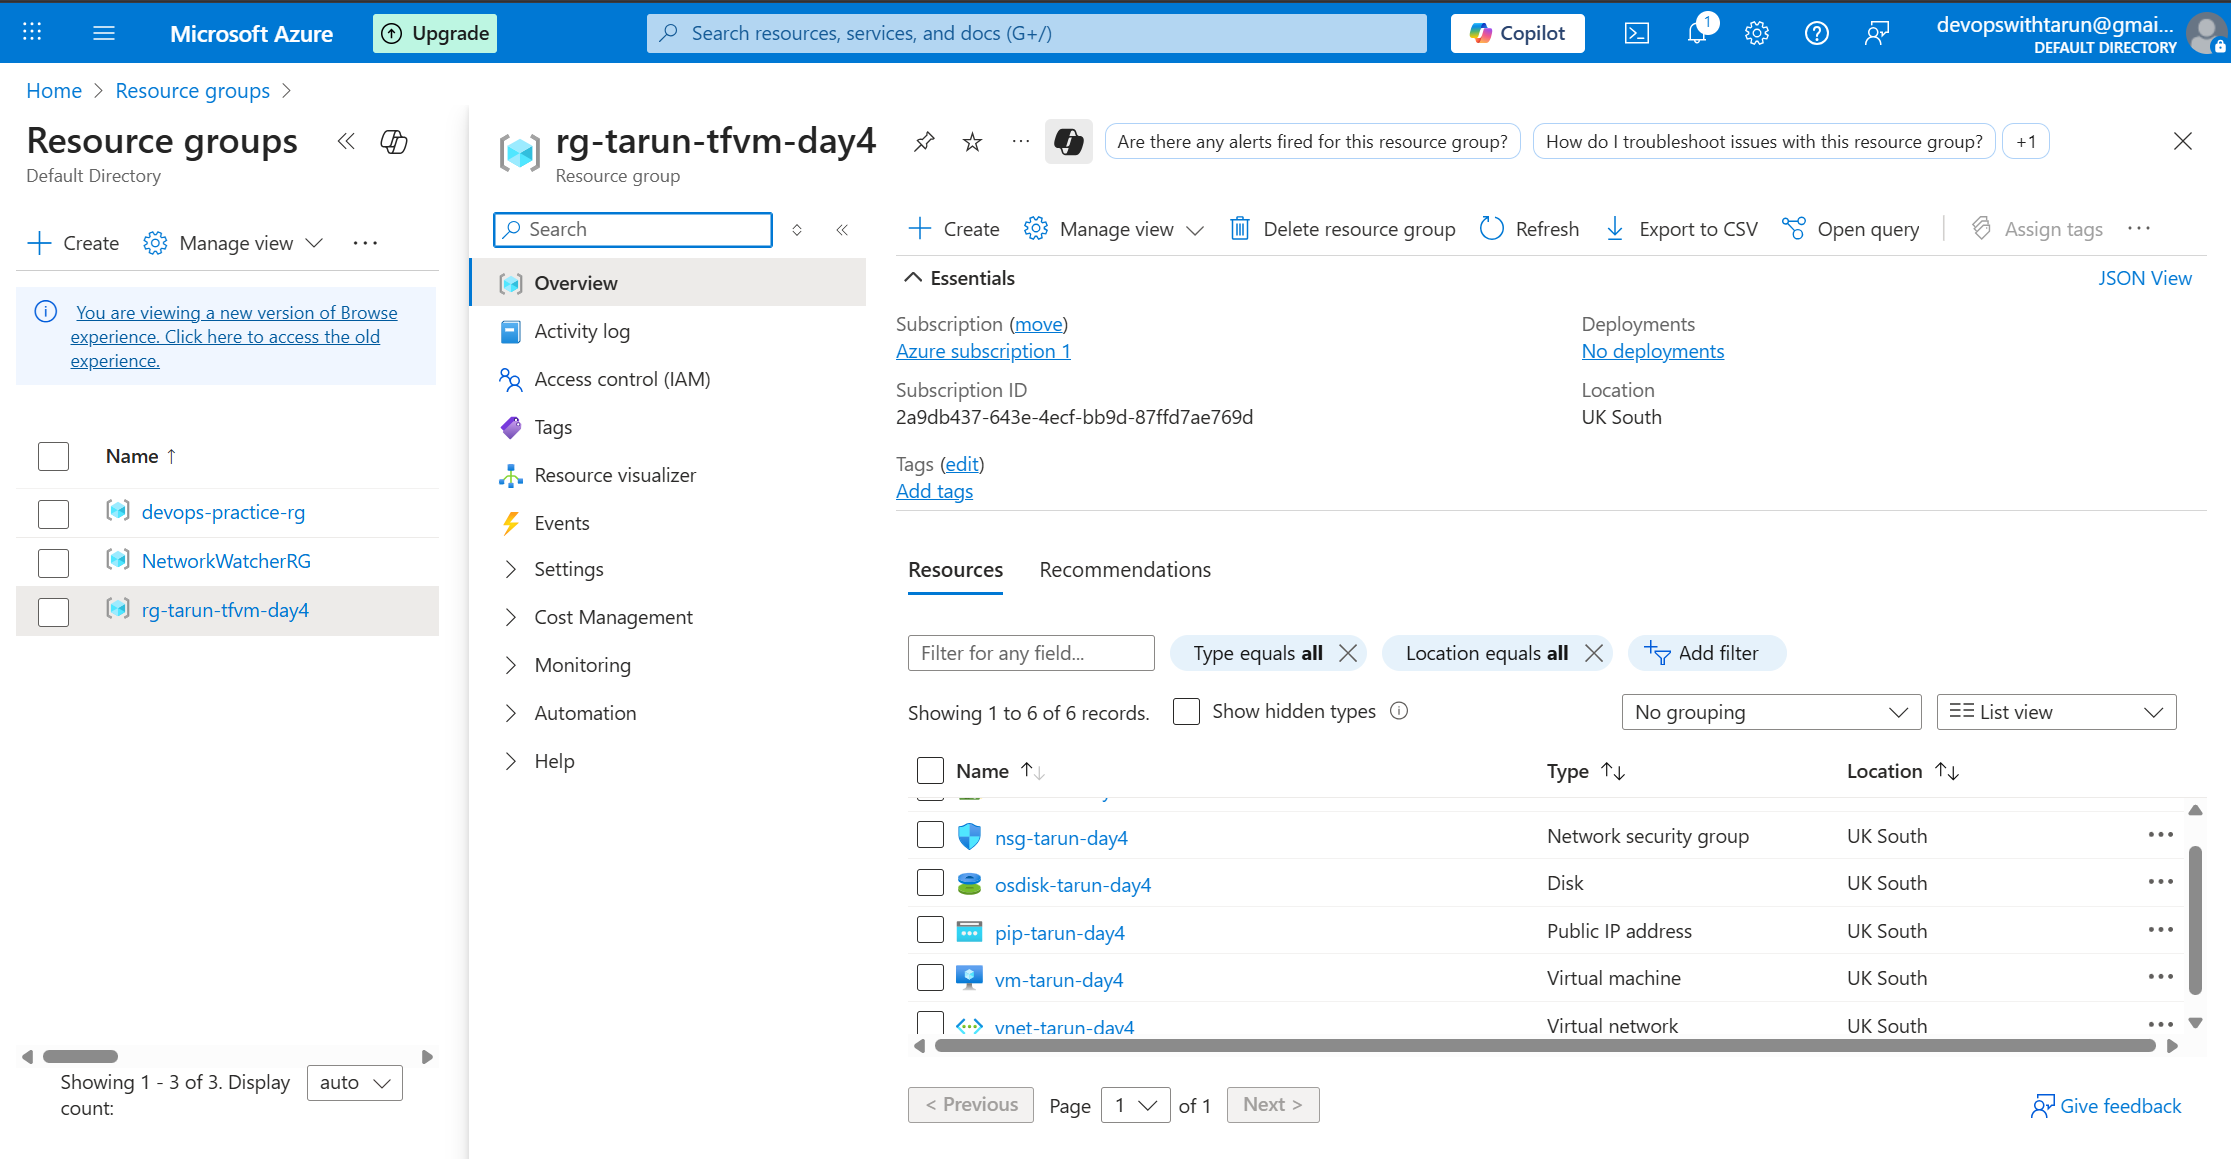 Microsoft Azure
Upgrade
Search resources, services, and docs (G+/)
Copilot
1
devopswithtarun@gmai...
DEFAULT DIRECTORY
Home > Resource groups >
Resource groups
Default Directory
Create
Manage view
You are viewing a new version of Browse
experience. Click here to access the old
experience.
Name ↑
devops-practice-rg
NetworkWatcherRG
rg-tarun-tfvm-day4
Showing 1 - 3 of 3. Display
count:
auto
rg-tarun-tfvm-day4
Resource group
Are there any alerts fired for this resource group?
How do I troubleshoot issues with this resource group?
+1
Search
Overview
Activity log
Access control (IAM)
Tags
Resource visualizer
Events
Settings
Cost Management
Monitoring
Automation
Help
Create
Manage view
Delete resource group
Refresh
Export to CSV
Open query
Assign tags
Essentials
JSON View
Subscription (move)
Azure subscription 1
Subscription ID
2a9db437-643e-4ecf-bb9d-87ffd7ae769d
Tags (edit)
Add tags
Deployments
No deployments
Location
UK South
Resources
Recommendations
Filter for any field...
Type equals all
Location equals all
Add filter
Showing 1 to 6 of 6 records.
Show hidden types
No grouping
List view
Name ↑↓
Type ↑↓
Location ↑↓
nsg-tarun-day4 Network security group UK South
osdisk-tarun-day4 Disk UK South
pip-tarun-day4 Public IP address UK South
vm-tarun-day4 Virtual machine UK South
vnet-tarun-day4 Virtual network UK South
< Previous
Page 1 of 1
Next >
Give feedback